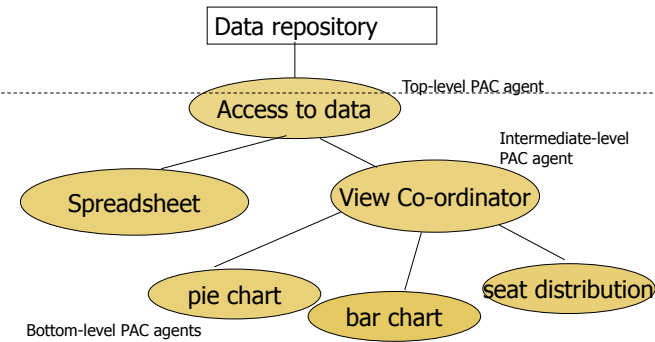 Data repository
Top-level PAC agent
Access to data
Intermediate-level
PAC agent
Spreadsheet
View Co-ordinator
pie chart
bar chart
seat distribution
Bottom-level PAC agents